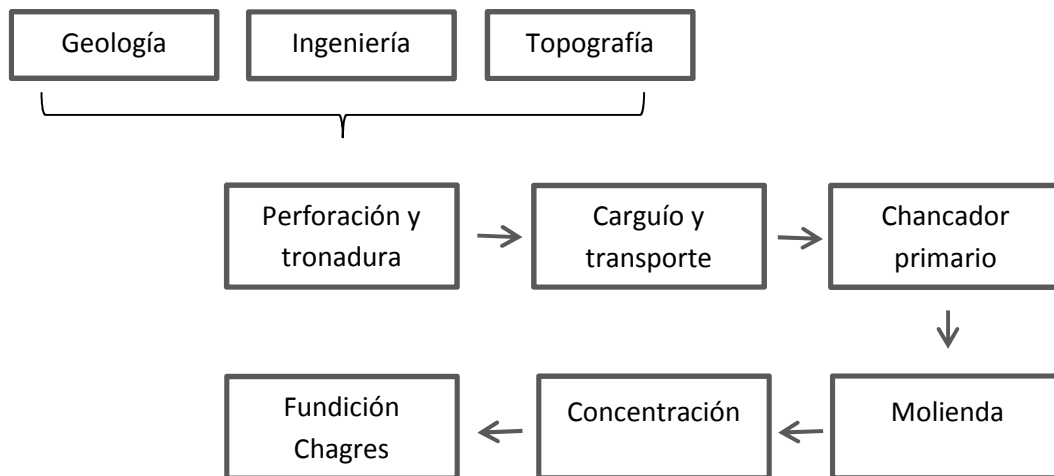 Geología
Ingeniería
Topografía
Perforación y
tronadura
Carguío y
transporte
Chancador
primario
Fundición
Chagres
Concentración
Molienda